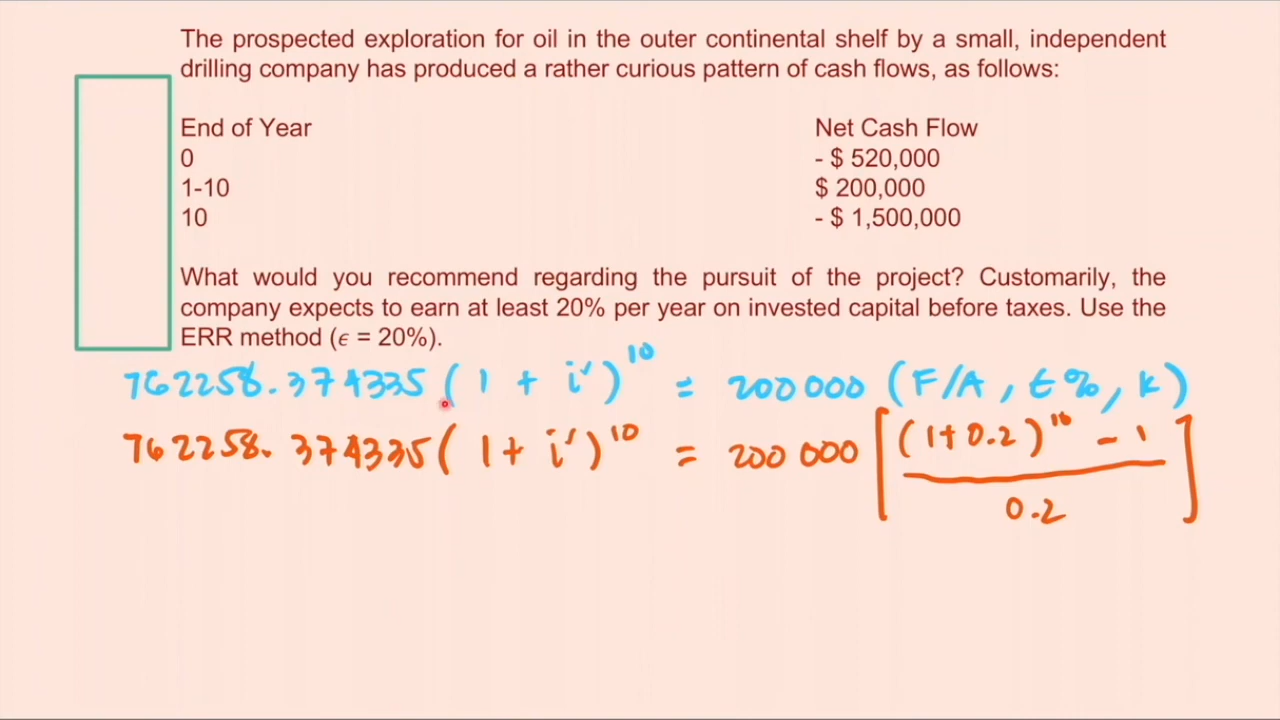 The prospected exploration for oil in the outer continental shelf by a small, independent
drilling company has produced a rather curious pattern of cash flows, as follows:
End of Year Net Cash Flow
0 - $ 520,000
1-10 $ 200,000
10 - $ 1,500,000
What would you recommend regarding the pursuit of the project? Customarily, the
company expects to earn at least 20% per year on invested capital before taxes. Use the
ERR method (ϵ = 20%).
762258.374335 (1 + i')^10 = 200 000 (F/A, ε%, k)
762258.374335 (1 + i')^10 = 200 000 [((1+0.2)^10 - 1) / 0.2]